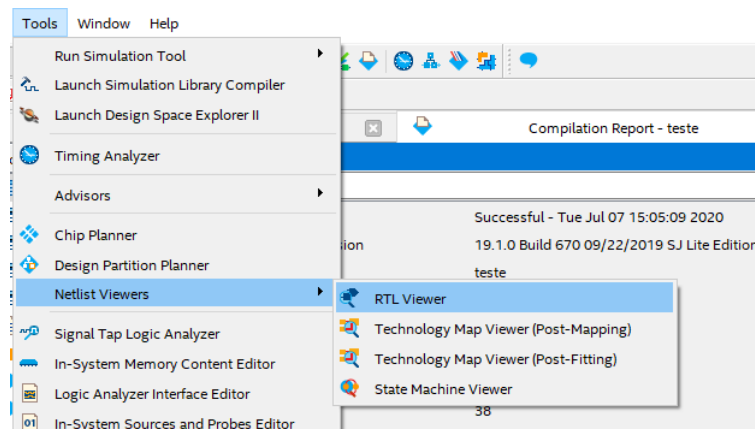 Tools Window Help
Run Simulation Tool
Launch Simulation Library Compiler
Launch Design Space Explorer II
Compilation Report - teste
Timing Analyzer
Advisors
Successful - Tue Jul 07 15:05:09 2020
Chip Planner
sion
19.1.0 Build 670 09/22/2019 SJ Lite Edition
Design Partition Planner
teste
Netlist Viewers
RTL Viewer
Technology Map Viewer (Post-Mapping)
Signal Tap Logic Analyzer
Technology Map Viewer (Post-Fitting)
In-System Memory Content Editor
State Machine Viewer
Logic Analyzer Interface Editor
38
In-System Sources and Probes Editor